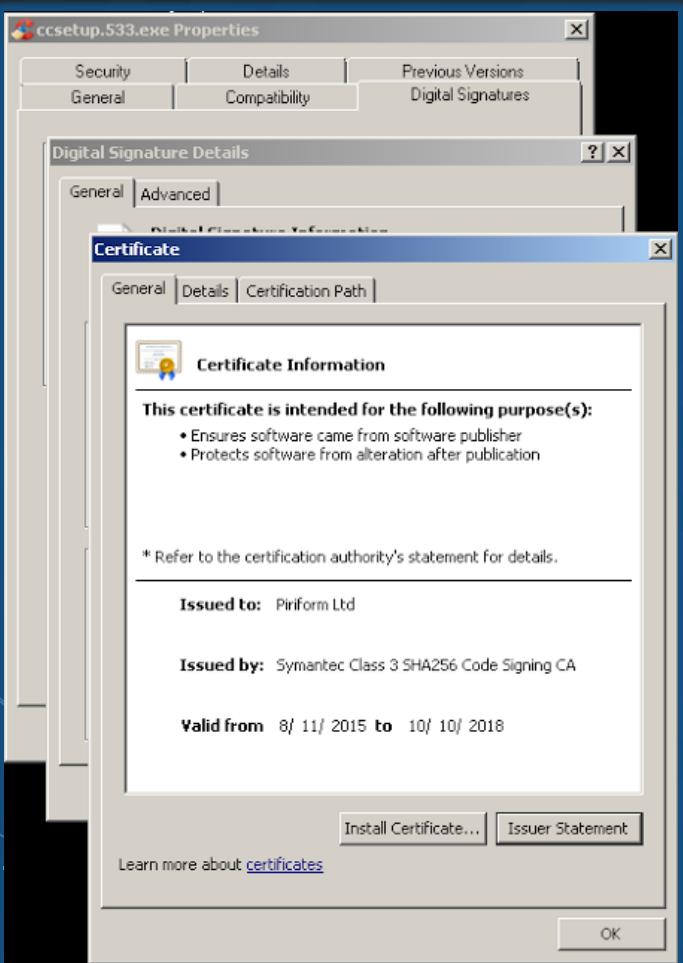 ccsetup.533.exe Properties
Security Details Previous Versions
General Compatibility Digital Signatures
Digital Signature Details
General Advanced
Digital Signature Information
Certificate
General Details Certification Path
Certificate Information
This certificate is intended for the following purpose(s):
• Ensures software came from software publisher
• Protects software from alteration after publication
* Refer to the certification authority's statement for details.
Issued to: Piriform Ltd
Issued by: Symantec Class 3 SHA256 Code Signing CA
Valid from 8/ 11/ 2015 to 10/ 10/ 2018
Install Certificate... Issuer Statement
Learn more about certificates
OK